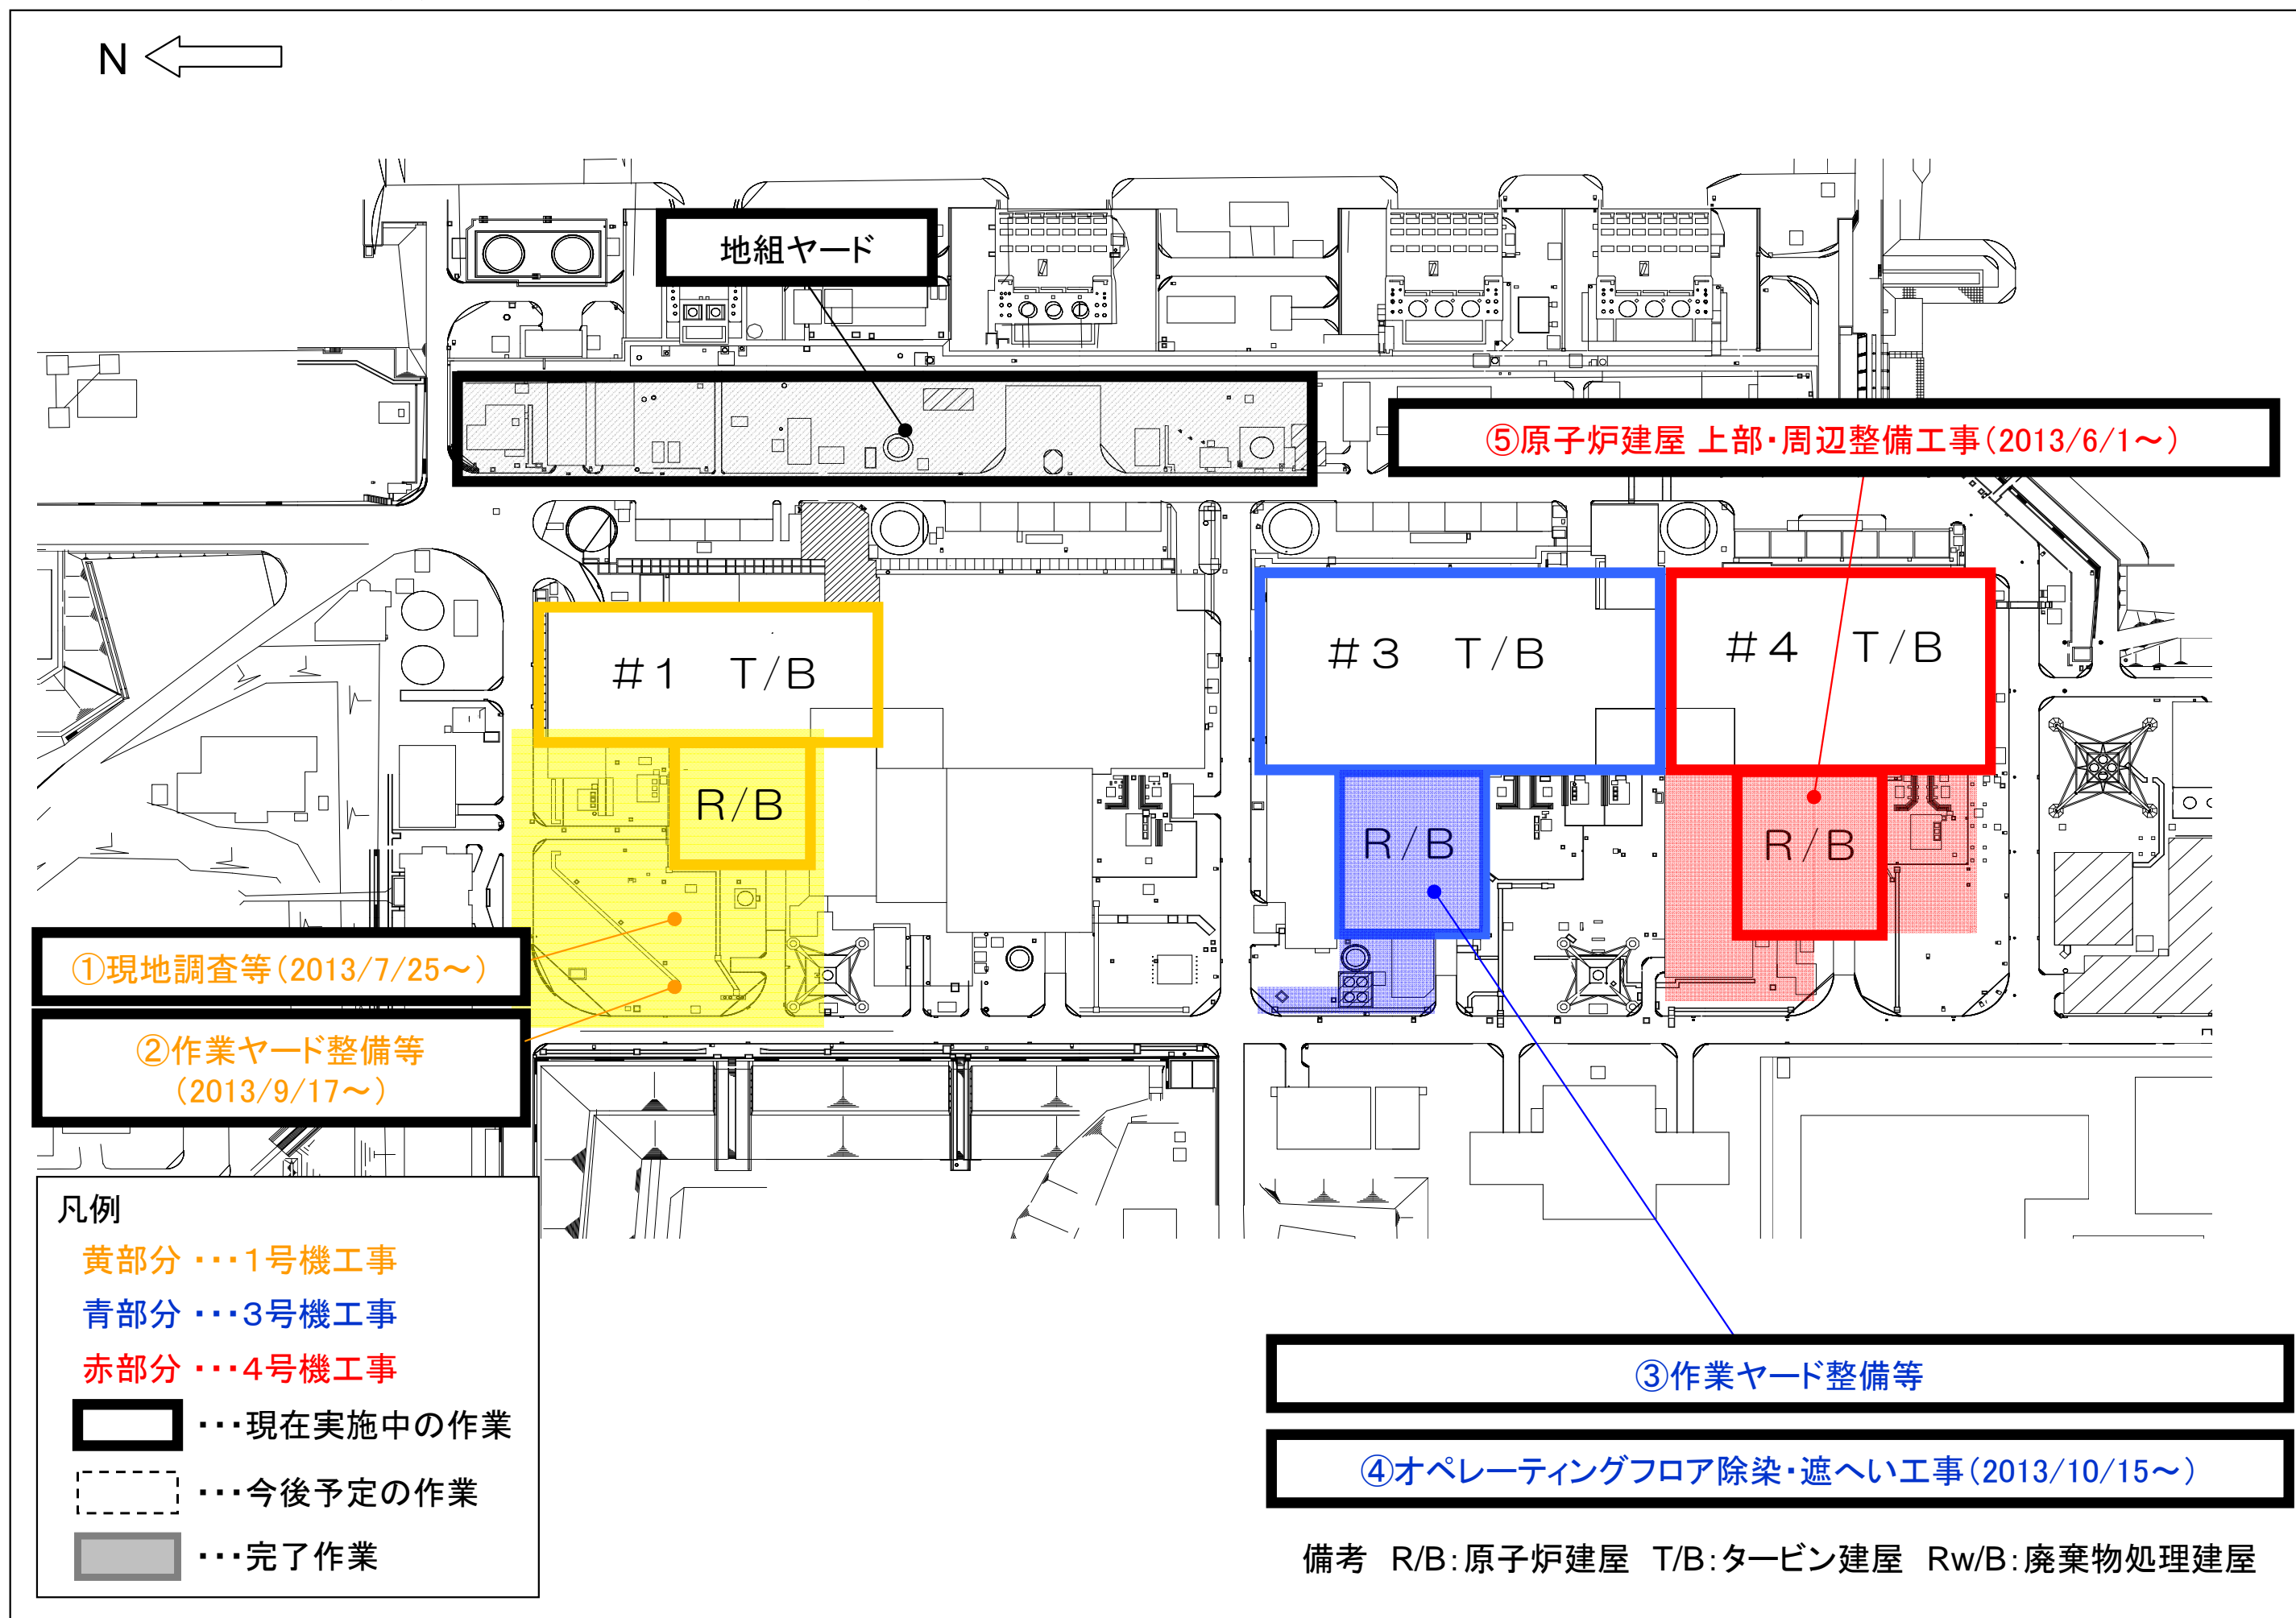 N
地組ヤード
⑤原子炉建屋 上部・周辺整備工事(2013/6/1～)
#1 T/B
#3 T/B
#4 T/B
R/B
R/B
R/B
①現地調査等(2013/7/25～)
②作業ヤード整備等
(2013/9/17～)
凡例
黄部分 ・・・1号機工事
青部分 ・・・3号機工事
赤部分 ・・・4号機工事
・・・現在実施中の作業
・・・今後予定の作業
・・・完了作業
③作業ヤード整備等
④オペレーティングフロア除染・遮へい工事(2013/10/15～)
備考 R/B:原子炉建屋 T/B:タービン建屋 Rw/B:廃棄物処理建屋